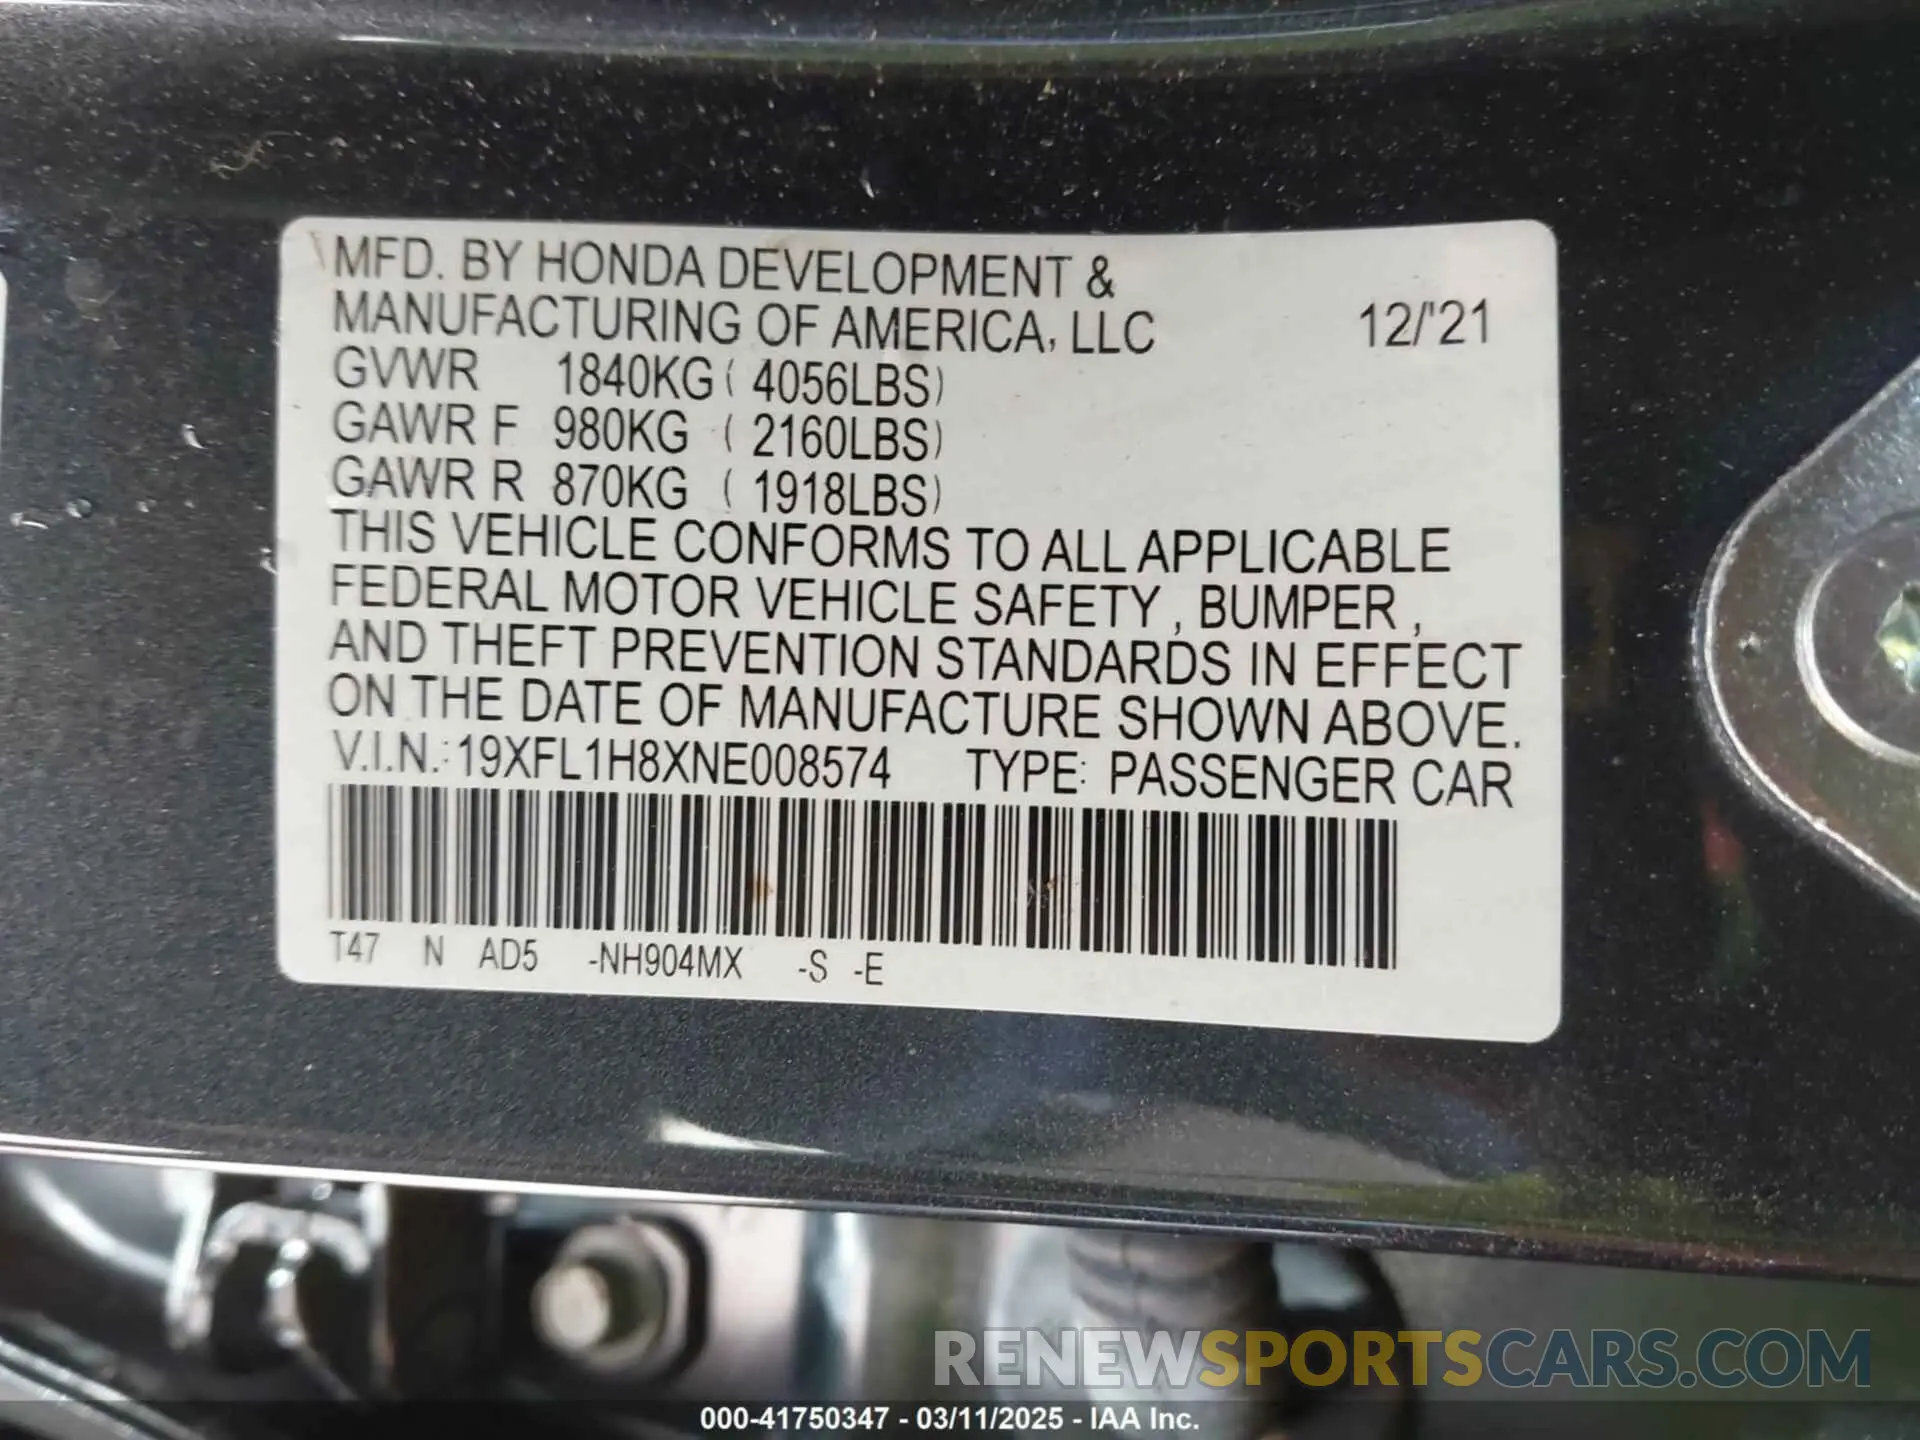 MFD. BY HONDA DEVELOPMENT &
MANUFACTURING OF AMERICA, LLC 12/'21
GVWR 1840KG ( 4056LBS)
GAWR F 980KG ( 2160LBS)
GAWR R 870KG ( 1918LBS)
THIS VEHICLE CONFORMS TO ALL APPLICABLE
FEDERAL MOTOR VEHICLE SAFETY , BUMPER ,
AND THEFT PREVENTION STANDARDS IN EFFECT
ON THE DATE OF MANUFACTURE SHOWN ABOVE.
V.I.N.: 19XFL1H8XNE008574 TYPE: PASSENGER CAR
T47 N AD5 -NH904MX -S -E
RENEWSPORTSCARS.COM
000-41750347 - 03/11/2025 - IAA Inc.